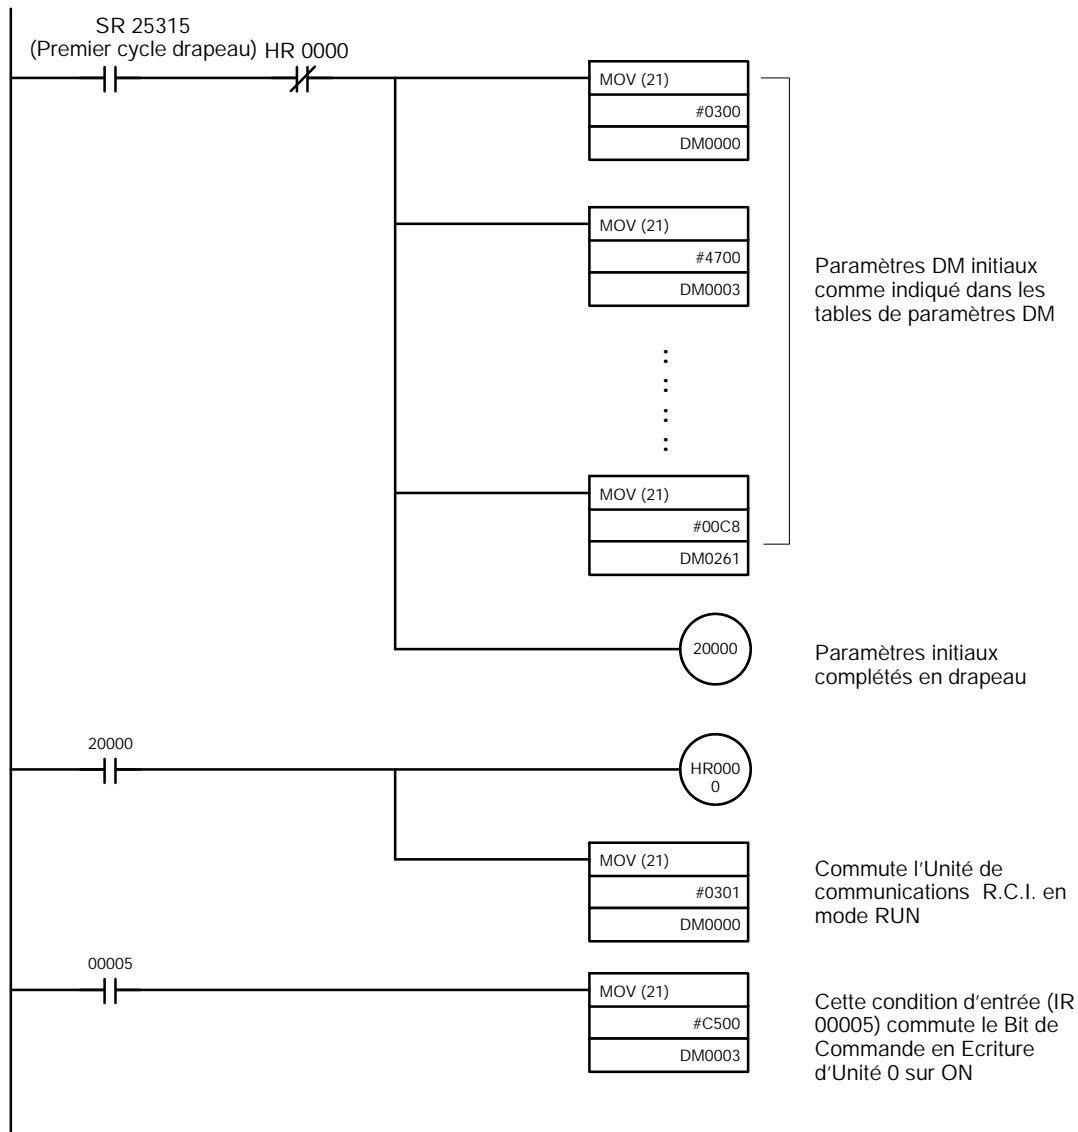 SR 25315
(Premier cycle drapeau) HR 0000
MOV (21)
#0300
DM0000
MOV (21)
#4700
DM0003
Paramètres DM initiaux
comme indiqué dans les
tables de paramètres DM
MOV (21)
#00C8
DM0261
20000
Paramètres initiaux
complétés en drapeau
20000
HR000
0
MOV (21)
#0301
DM0000
Commute l'Unité de
communications R.C.I. en
mode RUN
00005
MOV (21)
#C500
DM0003
Cette condition d'entrée (IR
00005) commute le Bit de
Commande en Ecriture
d'Unité 0 sur ON